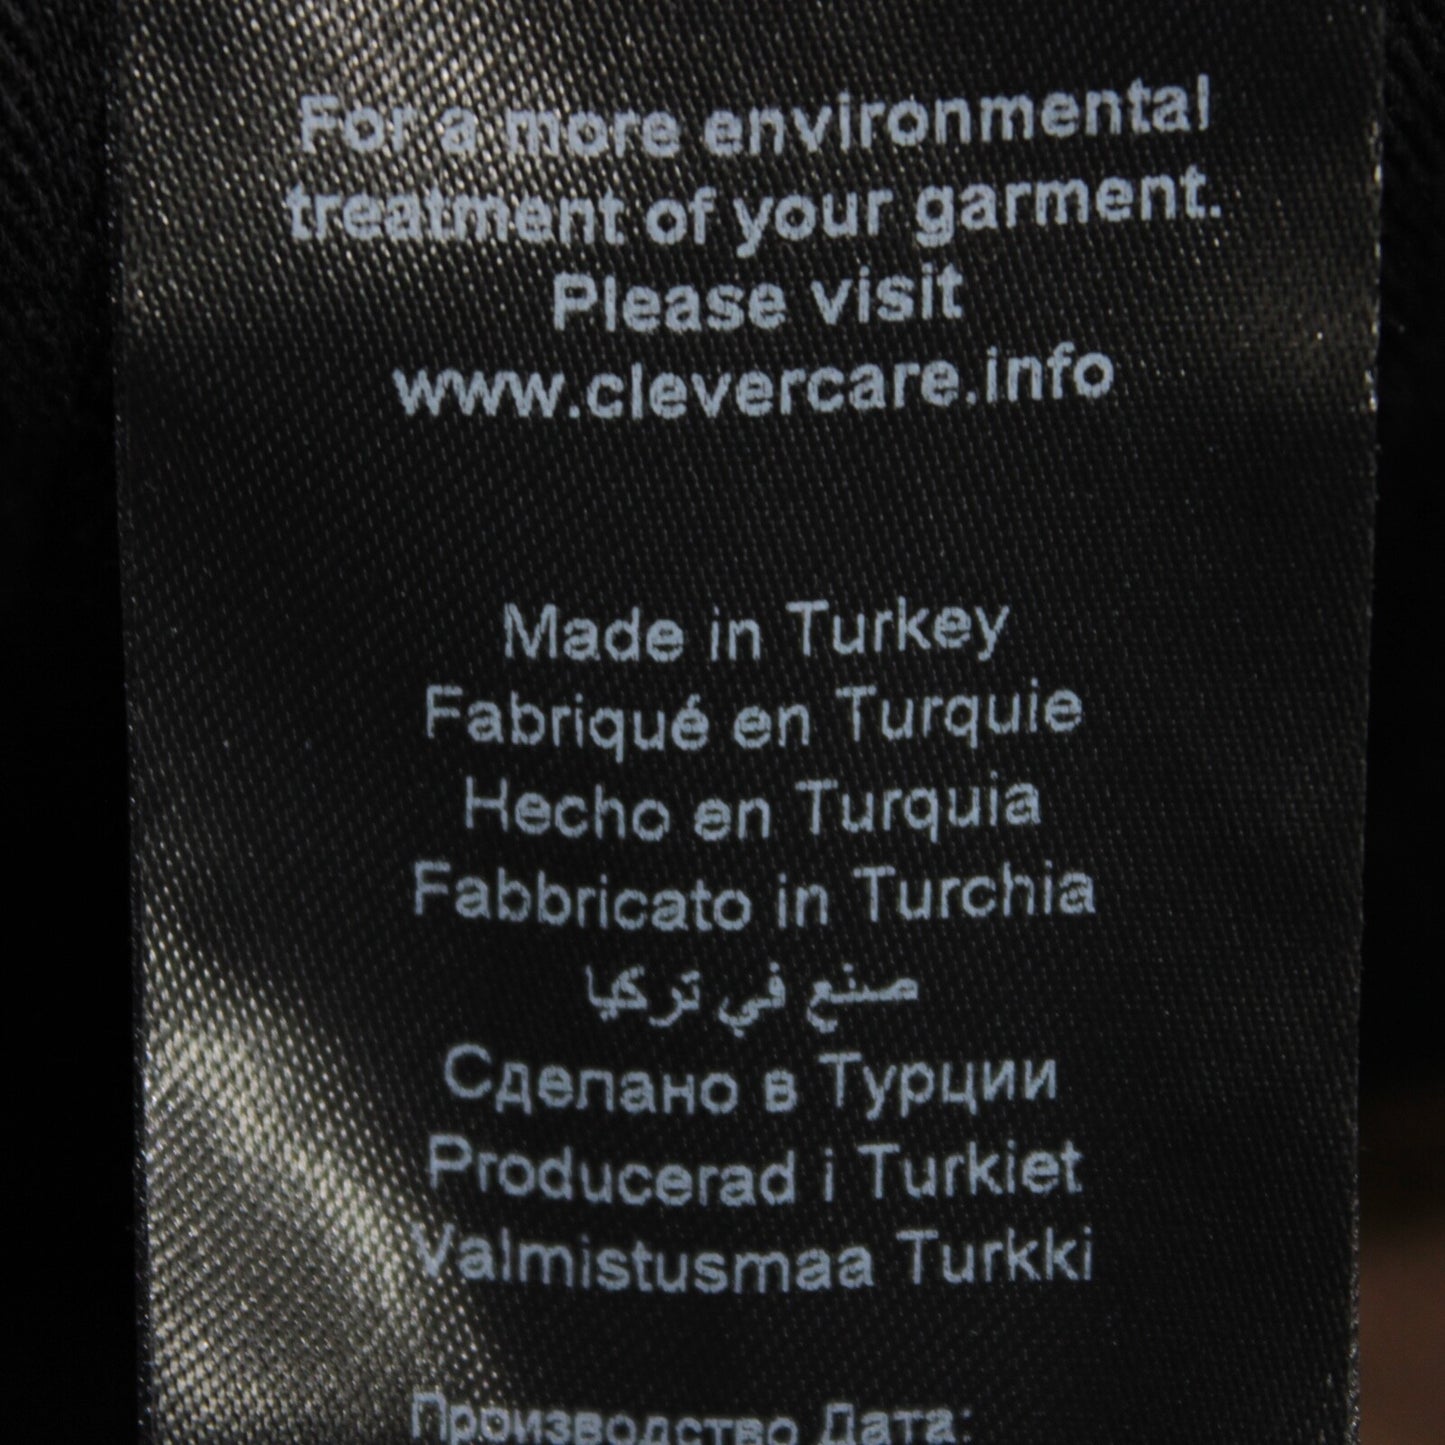 For a more environmental
treatment of your garment.
Please visit
www.clevercare.info
Made in Turkey
Fabriqué en Turquie
Hecho en Turquia
Fabbricato in Turchia
صنع في تركيا
Сделано в Турции
Producerad i Turkiet
Valmistusmaa Turkki
Производство Дата: